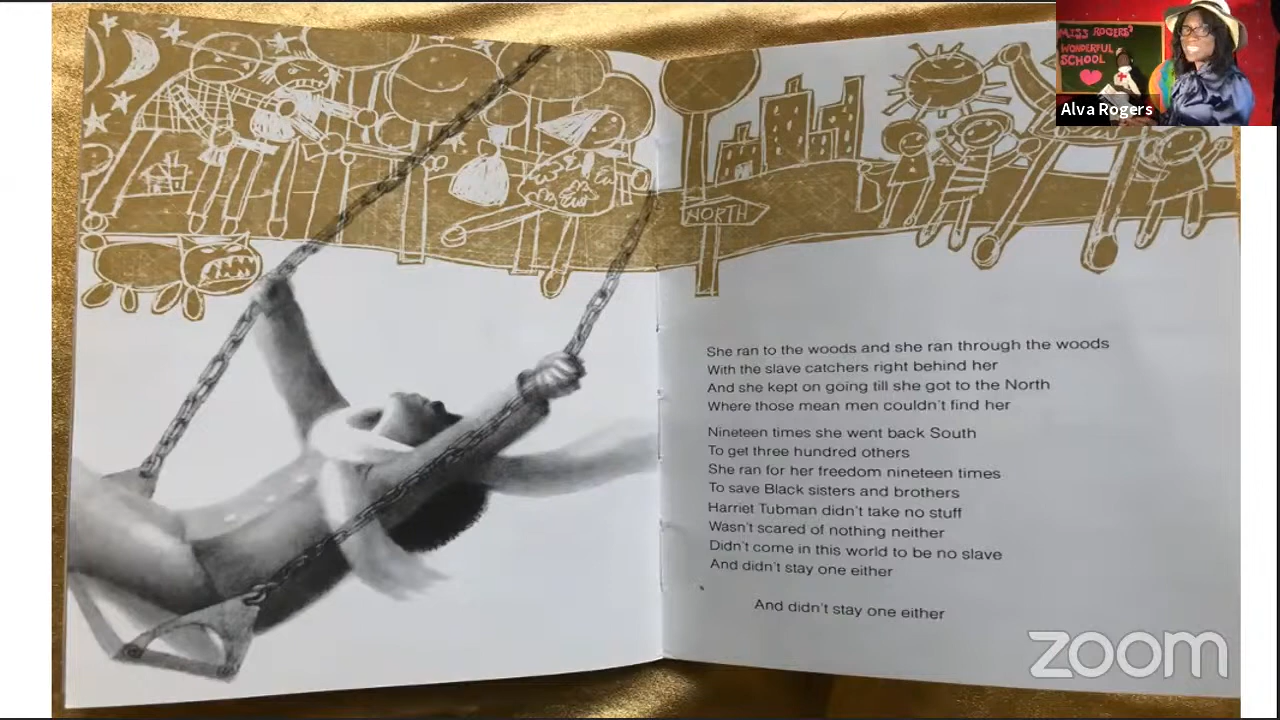 MISS ROGERS'
WONDERFUL
SCHOOL
Alva Rogers
NORTH
She ran to the woods and she ran through the woods
With the slave catchers right behind her
And she kept on going till she got to the North
Where those mean men couldn't find her
Nineteen times she went back South
To get three hundred others
She ran for her freedom nineteen times
To save Black sisters and brothers
Harriet Tubman didn't take no stuff
Wasn't scared of nothing neither
Didn't come in this world to be no slave
And didn't stay one either
And didn't stay one either
zoom